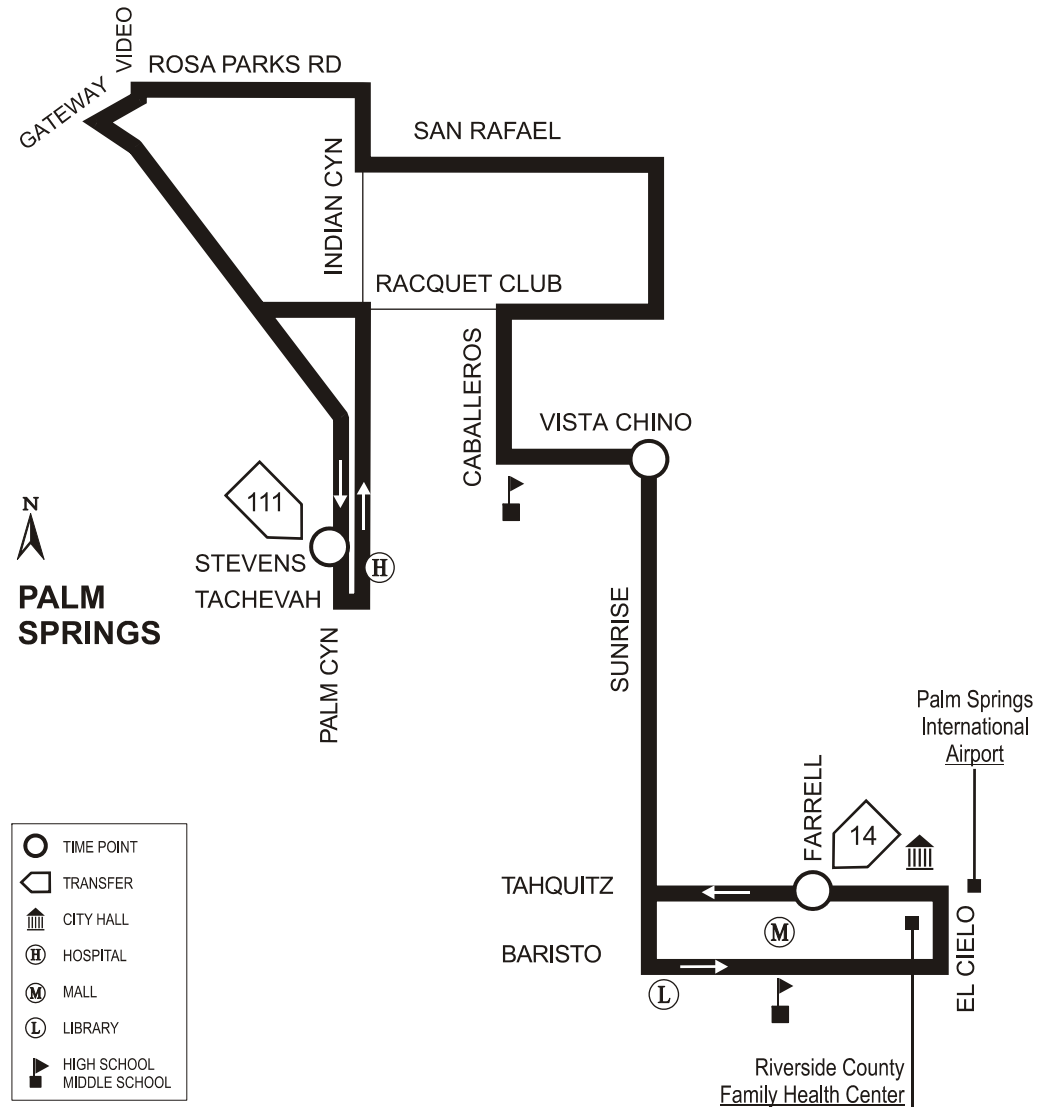 VIDEO
ROSA PARKS RD
GATEWAY
SAN RAFAEL
INDIAN CYN
RACQUET CLUB
CABALLEROS
VISTA CHINO
111
N
STEVENS
H
PALM
SPRINGS
TACHEVAH
PALM CYN
SUNRISE
Palm Springs
International
Airport
FARRELL
14
TAHQUITZ
M
BARISTO
EL CIELO
L
Riverside County
Family Health Center
TIME POINT
TRANSFER
CITY HALL
H HOSPITAL
M MALL
L LIBRARY
HIGH SCHOOL
MIDDLE SCHOOL